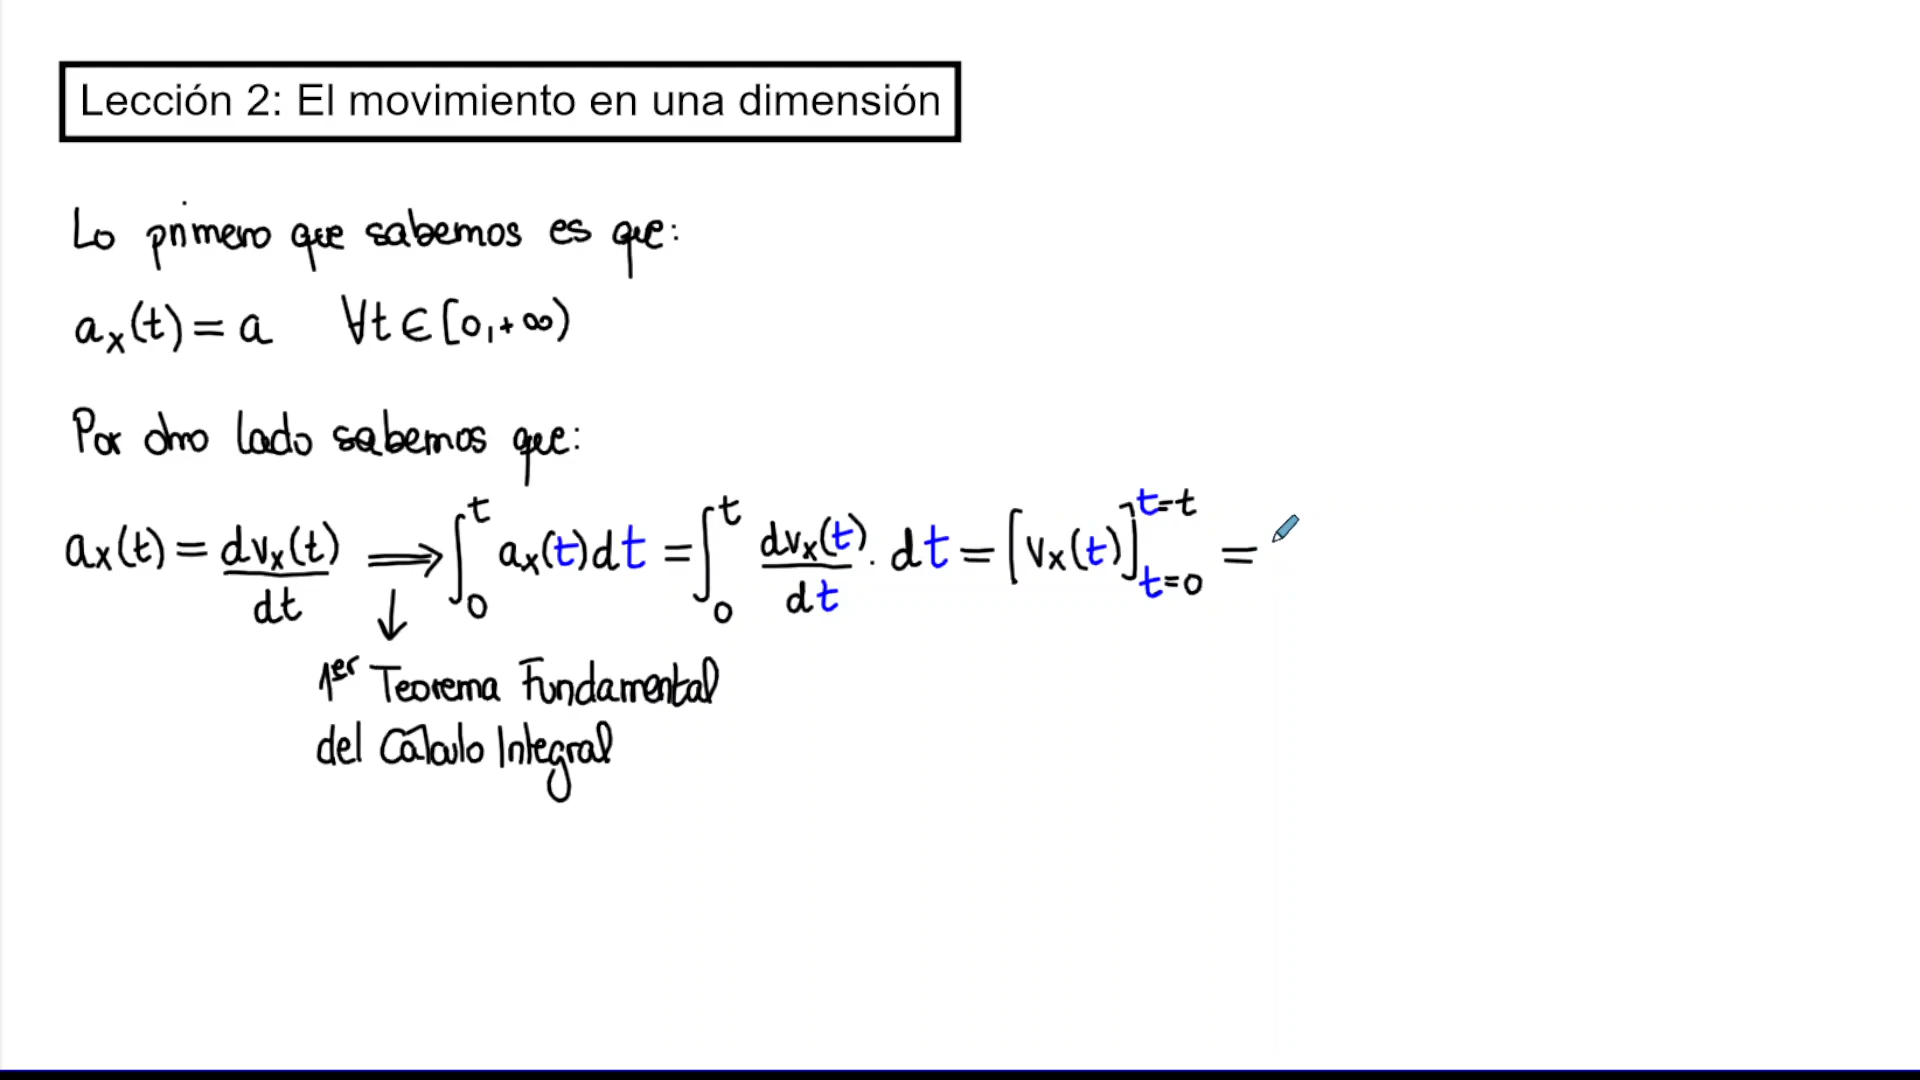 Lección 2: El movimiento en una dimensión
Lo primero que sabemos es que:
aₓ(t) = a ∀t ∈ [0,+∞)
Por otro lado sabemos que:
aₓ(t) = dvₓ(t)/dt ⟹ ∫₀ᵗ aₓ(t)dt = ∫₀ᵗ dvₓ(t)/dt · dt = [vₓ(t)]ₜ₌₀ᵗ⁼ᵗ =
↓
1er Teorema Fundamental
del Cálculo Integral